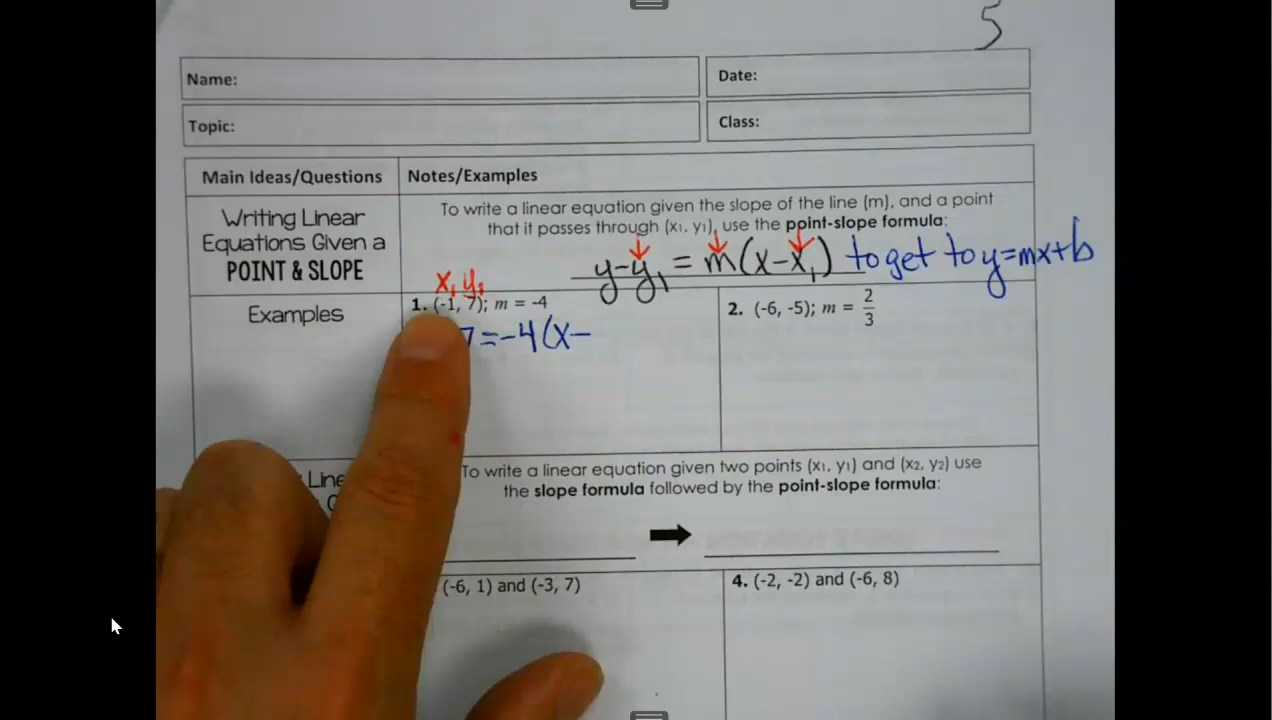 5
Name:
Date:
Topic:
Class:
Main Ideas/Questions
Notes/Examples
Writing Linear
Equations Given a
POINT & SLOPE
To write a linear equation given the slope of the line (m), and a point
that it passes through (x₁, y₁), use the point-slope formula:
y-y₁ = m(x-x₁) to get to y=mx+b
Examples
x₁ y₁
1. (-1, 7); m = -4
7=-4(x-
2. (-6, -5); m = 2/3
Line
To write a linear equation given two points (x₁, y₁) and (x₂, y₂) use
the slope formula followed by the point-slope formula:
(-6, 1) and (-3, 7)
4. (-2, -2) and (-6, 8)